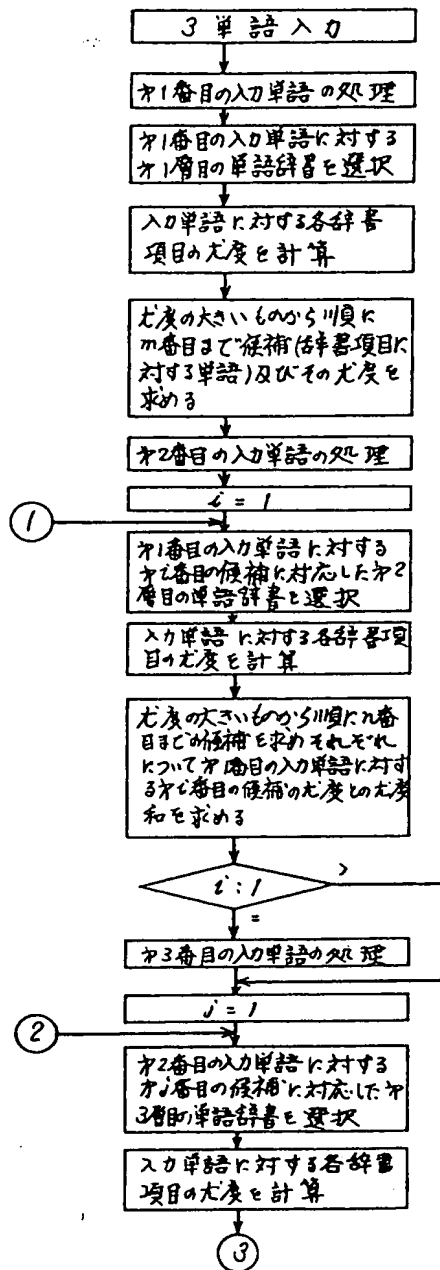 3 単語入力
オ1番目の入力単語の処理
オ1番目の入力単語に対する
オ1層目の単語辞書を選択
入力単語に対する各辞書
項目の尤度を計算
尤度の大きいものから順に
m番目まで候補(辞書項目に
対する単語)及びその尤度を
求める
オ2番目の入力単語の処理
i = 1
1
オ1番目の入力単語に対する
オi番目の候補に対応したオ2
層目の単語辞書を選択
入力単語に対する各辞書項
目の尤度を計算
尤度の大きいものから順にn番
目までの候補を求めそれぞれ
についてオ1番目の入力単語に対す
るオi番目の候補の尤度との尤度
和を求める
i : 1
>
=
オ3番目の入力単語の処理
j = 1
2
オ2番目の入力単語に対する
オj番目の候補に対応したオ
3層目の単語辞書を選択
入力単語に対する各辞書
項目の尤度を計算
3